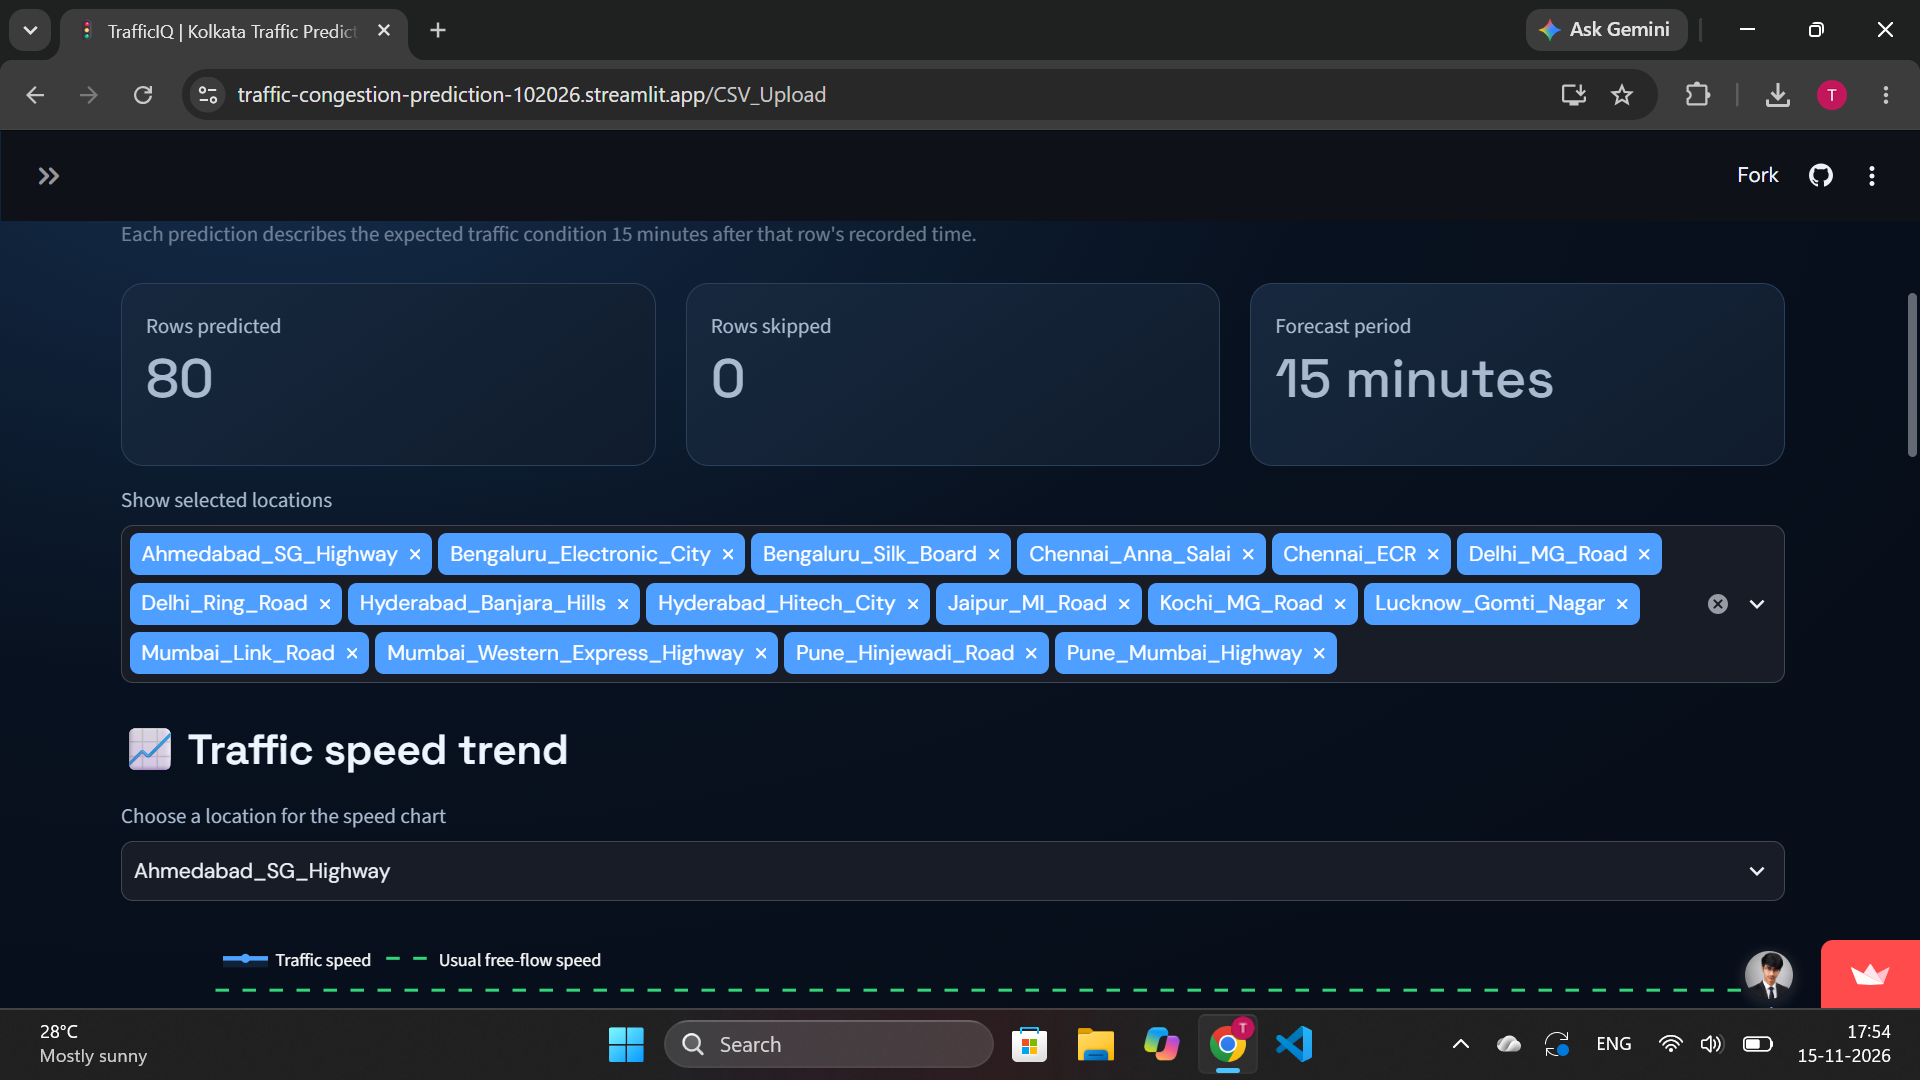 TrafficIQ | Kolkata Traffic Predict
Ask Gemini
traffic-congestion-prediction-102026.streamlit.app/CSV_Upload
T
Fork
Each prediction describes the expected traffic condition 15 minutes after that row's recorded time.
Rows predicted
80
Rows skipped
0
Forecast period
15 minutes
Show selected locations
Ahmedabad_SG_Highway Bengaluru_Electronic_City Bengaluru_Silk_Board Chennai_Anna_Salai Chennai_ECR Delhi_MG_Road
Delhi_Ring_Road Hyderabad_Banjara_Hills Hyderabad_Hitech_City Jaipur_MI_Road Kochi_MG_Road Lucknow_Gomti_Nagar
Mumbai_Link_Road Mumbai_Western_Express_Highway Pune_Hinjewadi_Road Pune_Mumbai_Highway
Traffic speed trend
Choose a location for the speed chart
Ahmedabad_SG_Highway
Traffic speed Usual free-flow speed
28°C
Mostly sunny
Search
T
ENG
17:54
15-11-2026